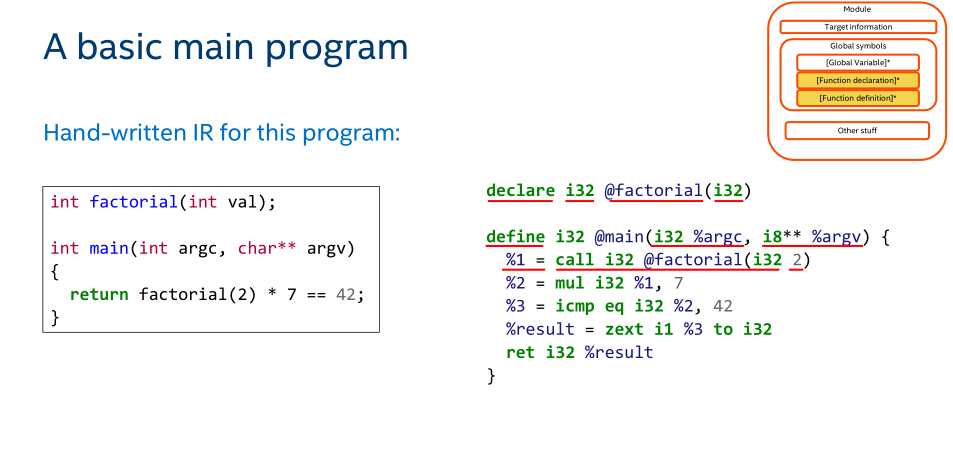 A basic main program
Module
Target information
Global symbols
[Global Variable]*
[Function declaration]*
[Function definition]*
Other stuff
Hand-written IR for this program:
int factorial(int val);
int main(int argc, char** argv)
{
  return factorial(2) * 7 == 42;
}
declare i32 @factorial(i32)
define i32 @main(i32 %argc, i8** %argv) {
  %1 = call i32 @factorial(i32 2)
  %2 = mul i32 %1, 7
  %3 = icmp eq i32 %2, 42
  %result = zext i1 %3 to i32
  ret i32 %result
}